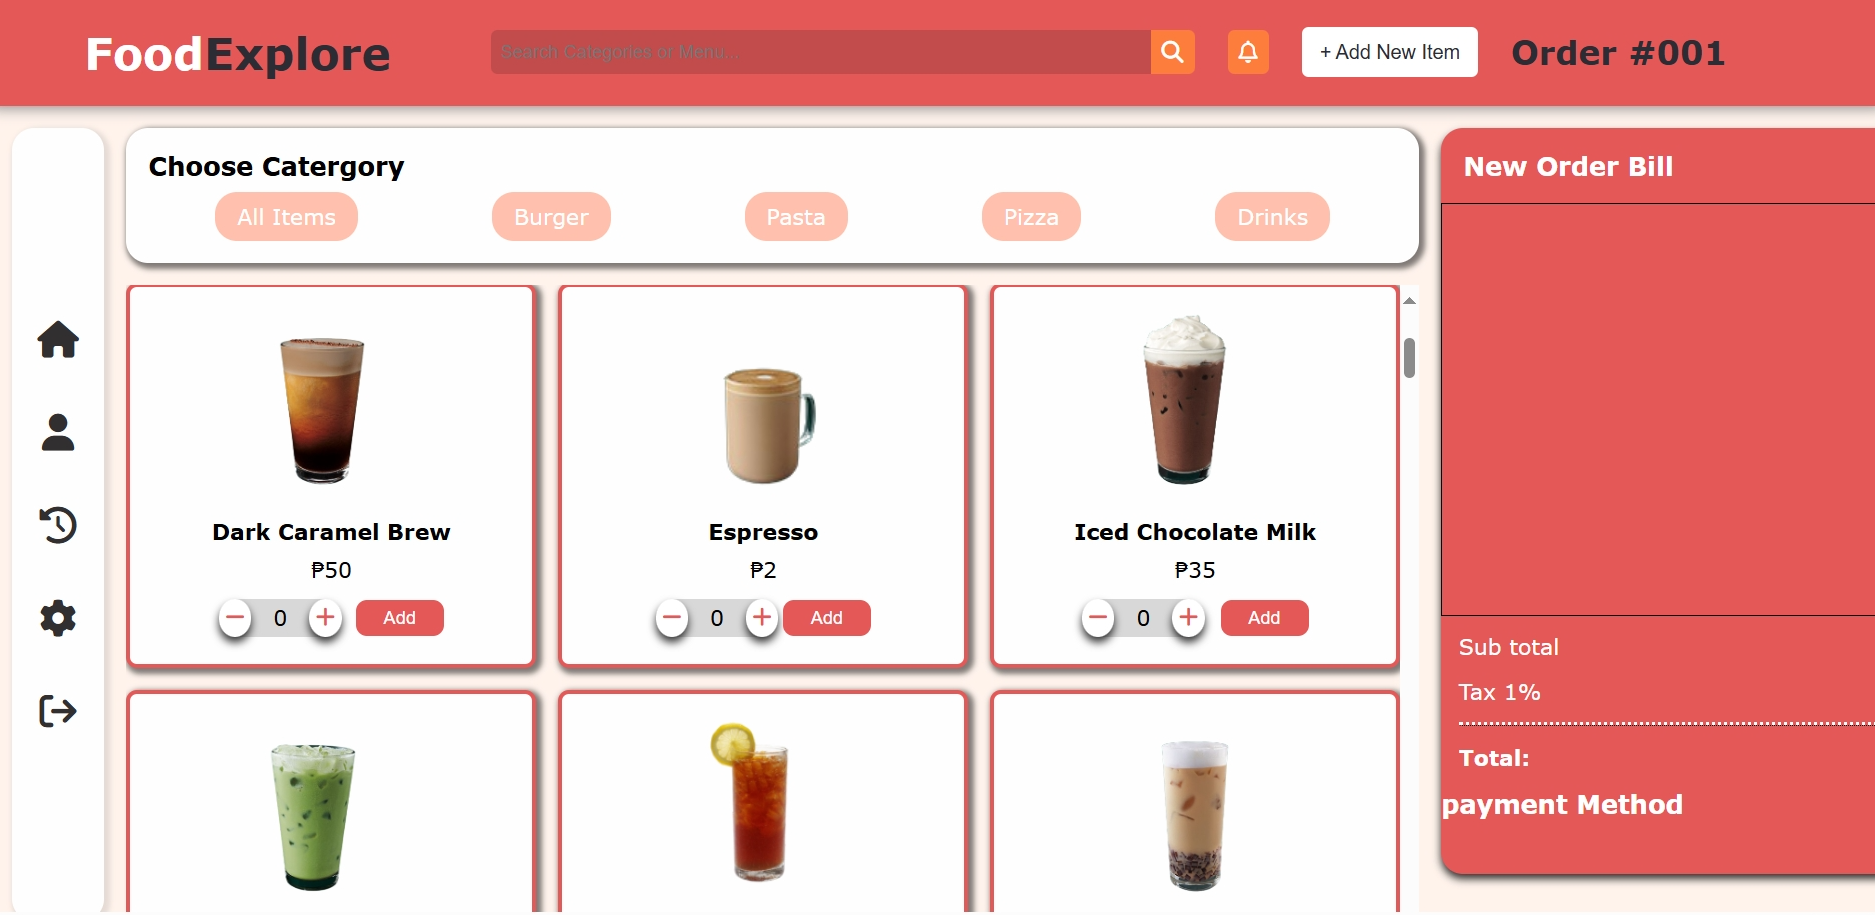 FoodExplore
Search Categories or Menu...
+ Add New Item
Order #001
Choose Catergory
All Items
Burger
Pasta
Pizza
Drinks
Dark Caramel Brew
₱50
0
Add
Espresso
₱2
0
Add
Iced Chocolate Milk
₱35
0
Add
New Order Bill
Sub total
Tax 1%
Total:
payment Method